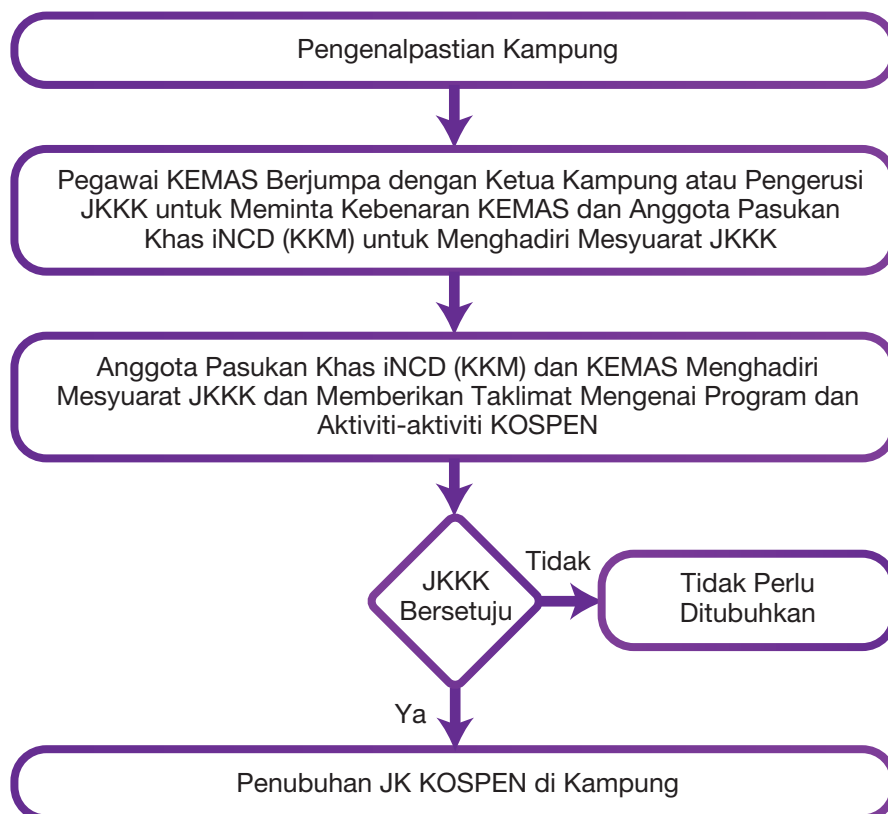 Pengenalpastian Kampung
Pegawai KEMAS Berjumpa dengan Ketua Kampung atau Pengerusi
JKKK untuk Meminta Kebenaran KEMAS dan Anggota Pasukan
Khas iNCD (KKM) untuk Menghadiri Mesyuarat JKKK
Anggota Pasukan Khas iNCD (KKM) dan KEMAS Menghadiri
Mesyuarat JKKK dan Memberikan Taklimat Mengenai Program dan
Aktiviti-aktiviti KOSPEN
JKKK
Bersetuju
Tidak
Tidak Perlu
Ditubuhkan
Ya
Penubuhan JK KOSPEN di Kampung